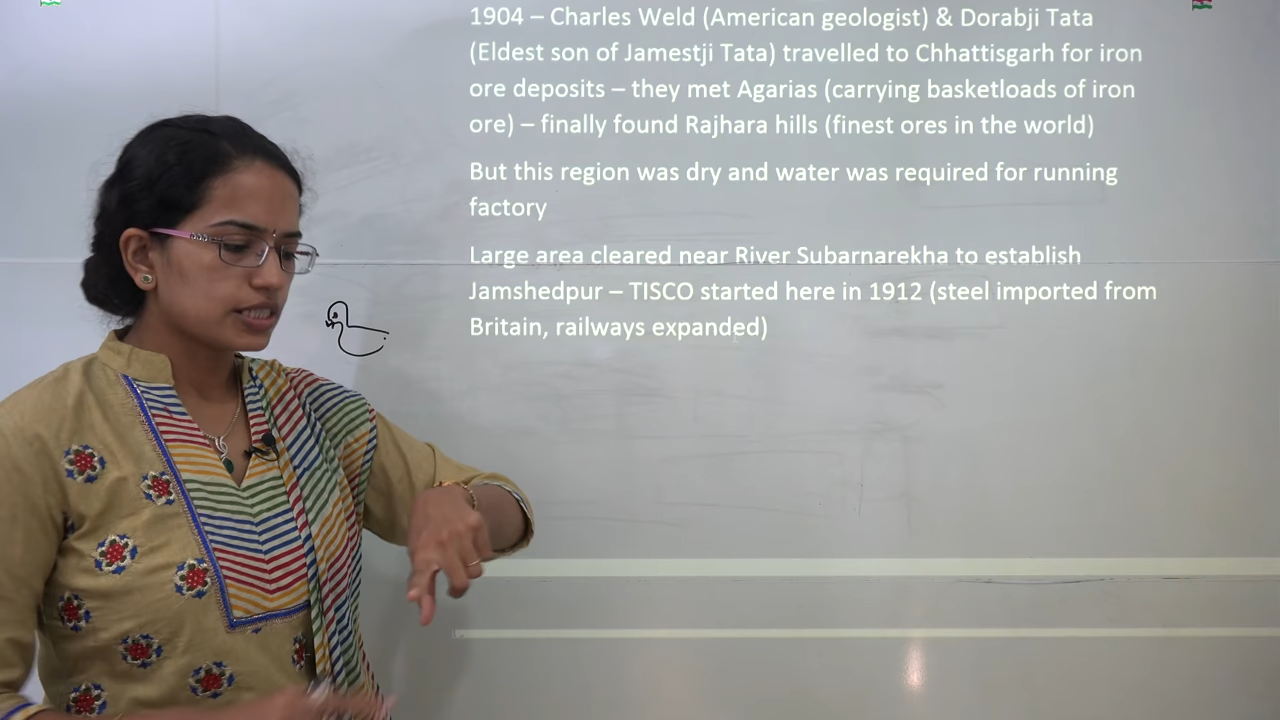 1904 – Charles Weld (American geologist) & Dorabji Tata
(Eldest son of Jamestji Tata) travelled to Chhattisgarh for iron
ore deposits – they met Agarias (carrying basketloads of iron
ore) – finally found Rajhara hills (finest ores in the world)
But this region was dry and water was required for running
factory
Large area cleared near River Subarnarekha to establish
Jamshedpur – TISCO started here in 1912 (steel imported from
Britain, railways expanded)